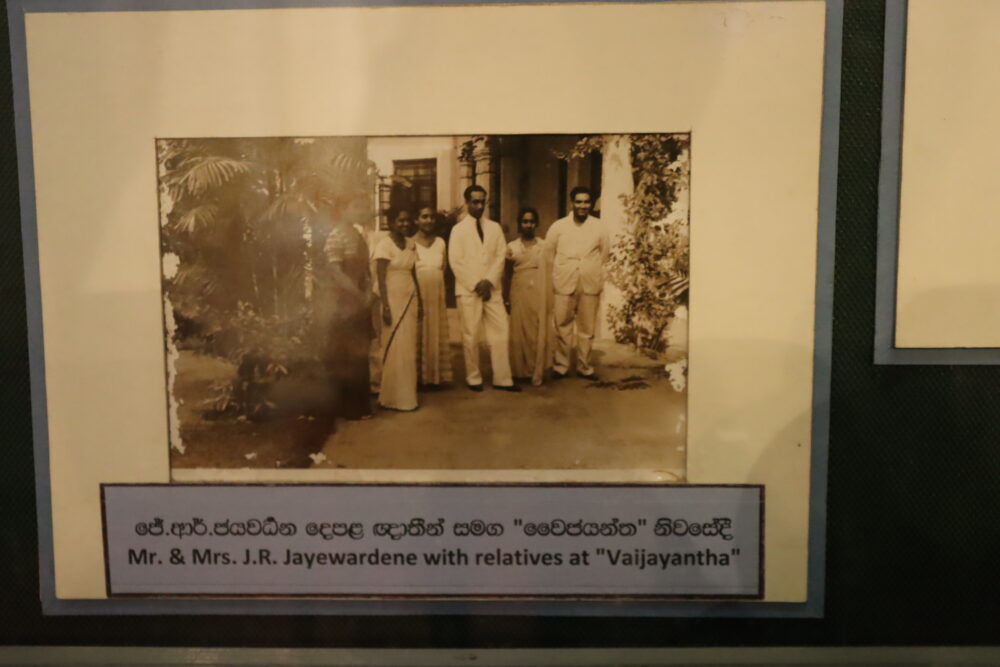 ජේ.ආර්.ජයවර්ධන දෙපළ ඥාතීන් සමග "වෛජයන්ත" නිවසේදී
Mr. & Mrs. J.R. Jayewardene with relatives at "Vaijayantha"